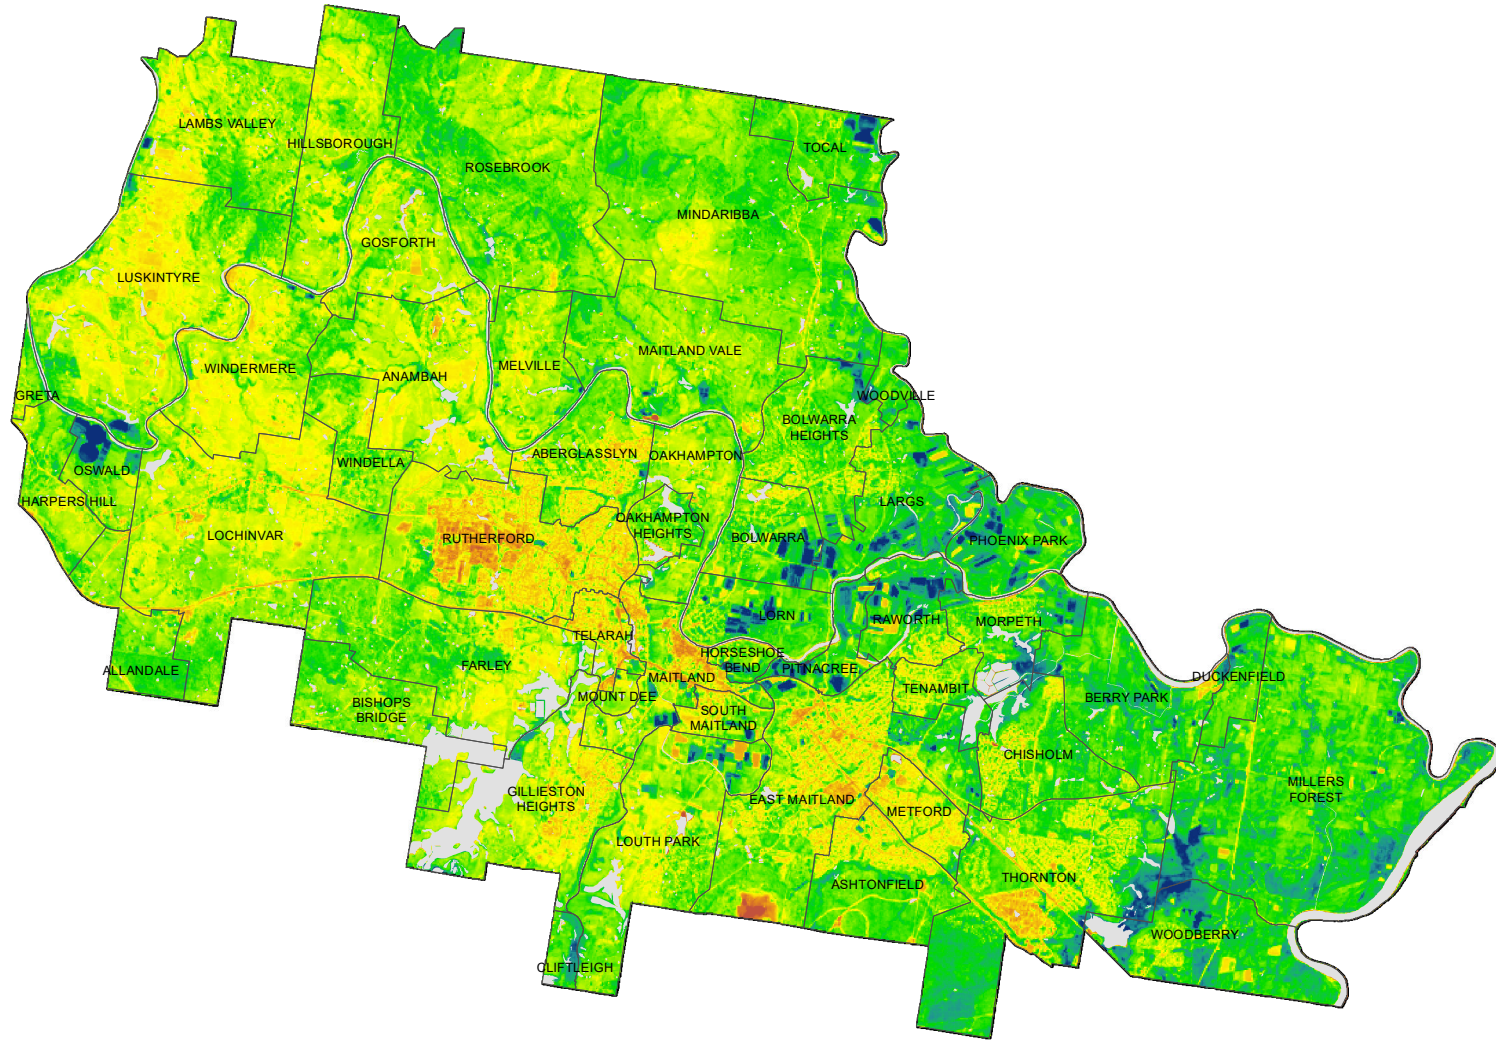 LAMBS VALLEY
HILLSBOROUGH
ROSEBROOK
TOCAL
MINDARIBBA
GOSFORTH
LUSKINTYRE
MAITLAND VALE
WINDERMERE
ANAMBAH
MELVILLE
GRETA
WOODVILLE
BOLWARRA
HEIGHTS
ABERGLASSLYN
OAKHAMPTON
WINDELLA
OSWALD
HARPERS HILL
LARGS
OAKHAMPTON
HEIGHTS
LOCHINVAR
RUTHERFORD
BOLWARRA
PHOENIX PARK
LORN
RAWORTH
MORPETH
TELARAH
HORSESHOE
BEND
PITNACREE
ALLANDALE
FARLEY
MAITLAND
TENAMBIT
DUCKENFIELD
BERRY PARK
MOUNT DEE
BISHOPS
BRIDGE
SOUTH
MAITLAND
CHISHOLM
MILLERS
FOREST
GILLIESTON
HEIGHTS
EAST MAITLAND
METFORD
LOUTH PARK
ASHTONFIELD
THORNTON
WOODBERRY
CLIFTLEIGH